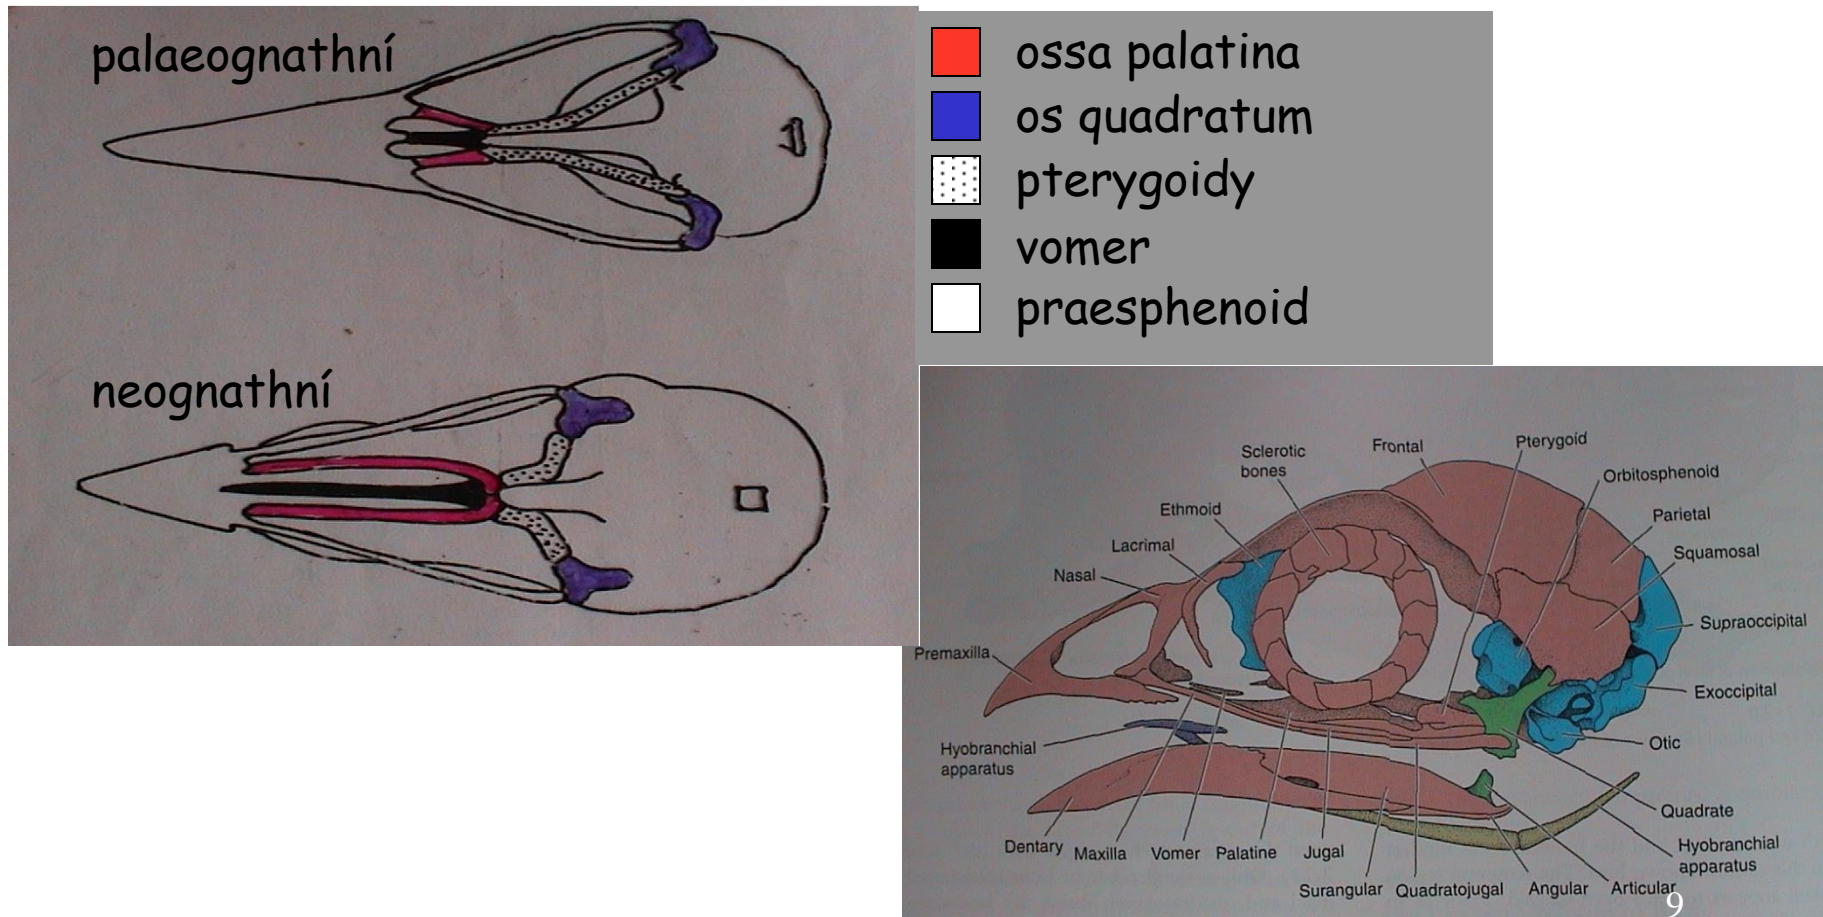 palaeognathní
neognathní
ossa palatina
os quadratum
pterygoidy
vomer
praesphenoid
Sclerotic
bones
Frontal
Pterygoid
Orbitosphenoid
Ethmoid
Parietal
Lacrimal
Squamosal
Nasal
Supraoccipital
Premaxilla
Exoccipital
Hyobranchial
apparatus
Otic
Quadrate
Dentary
Maxilla
Vomer
Palatine
Jugal
Hyobranchial
apparatus
Surangular
Quadratojugal
Angular
Articular
9